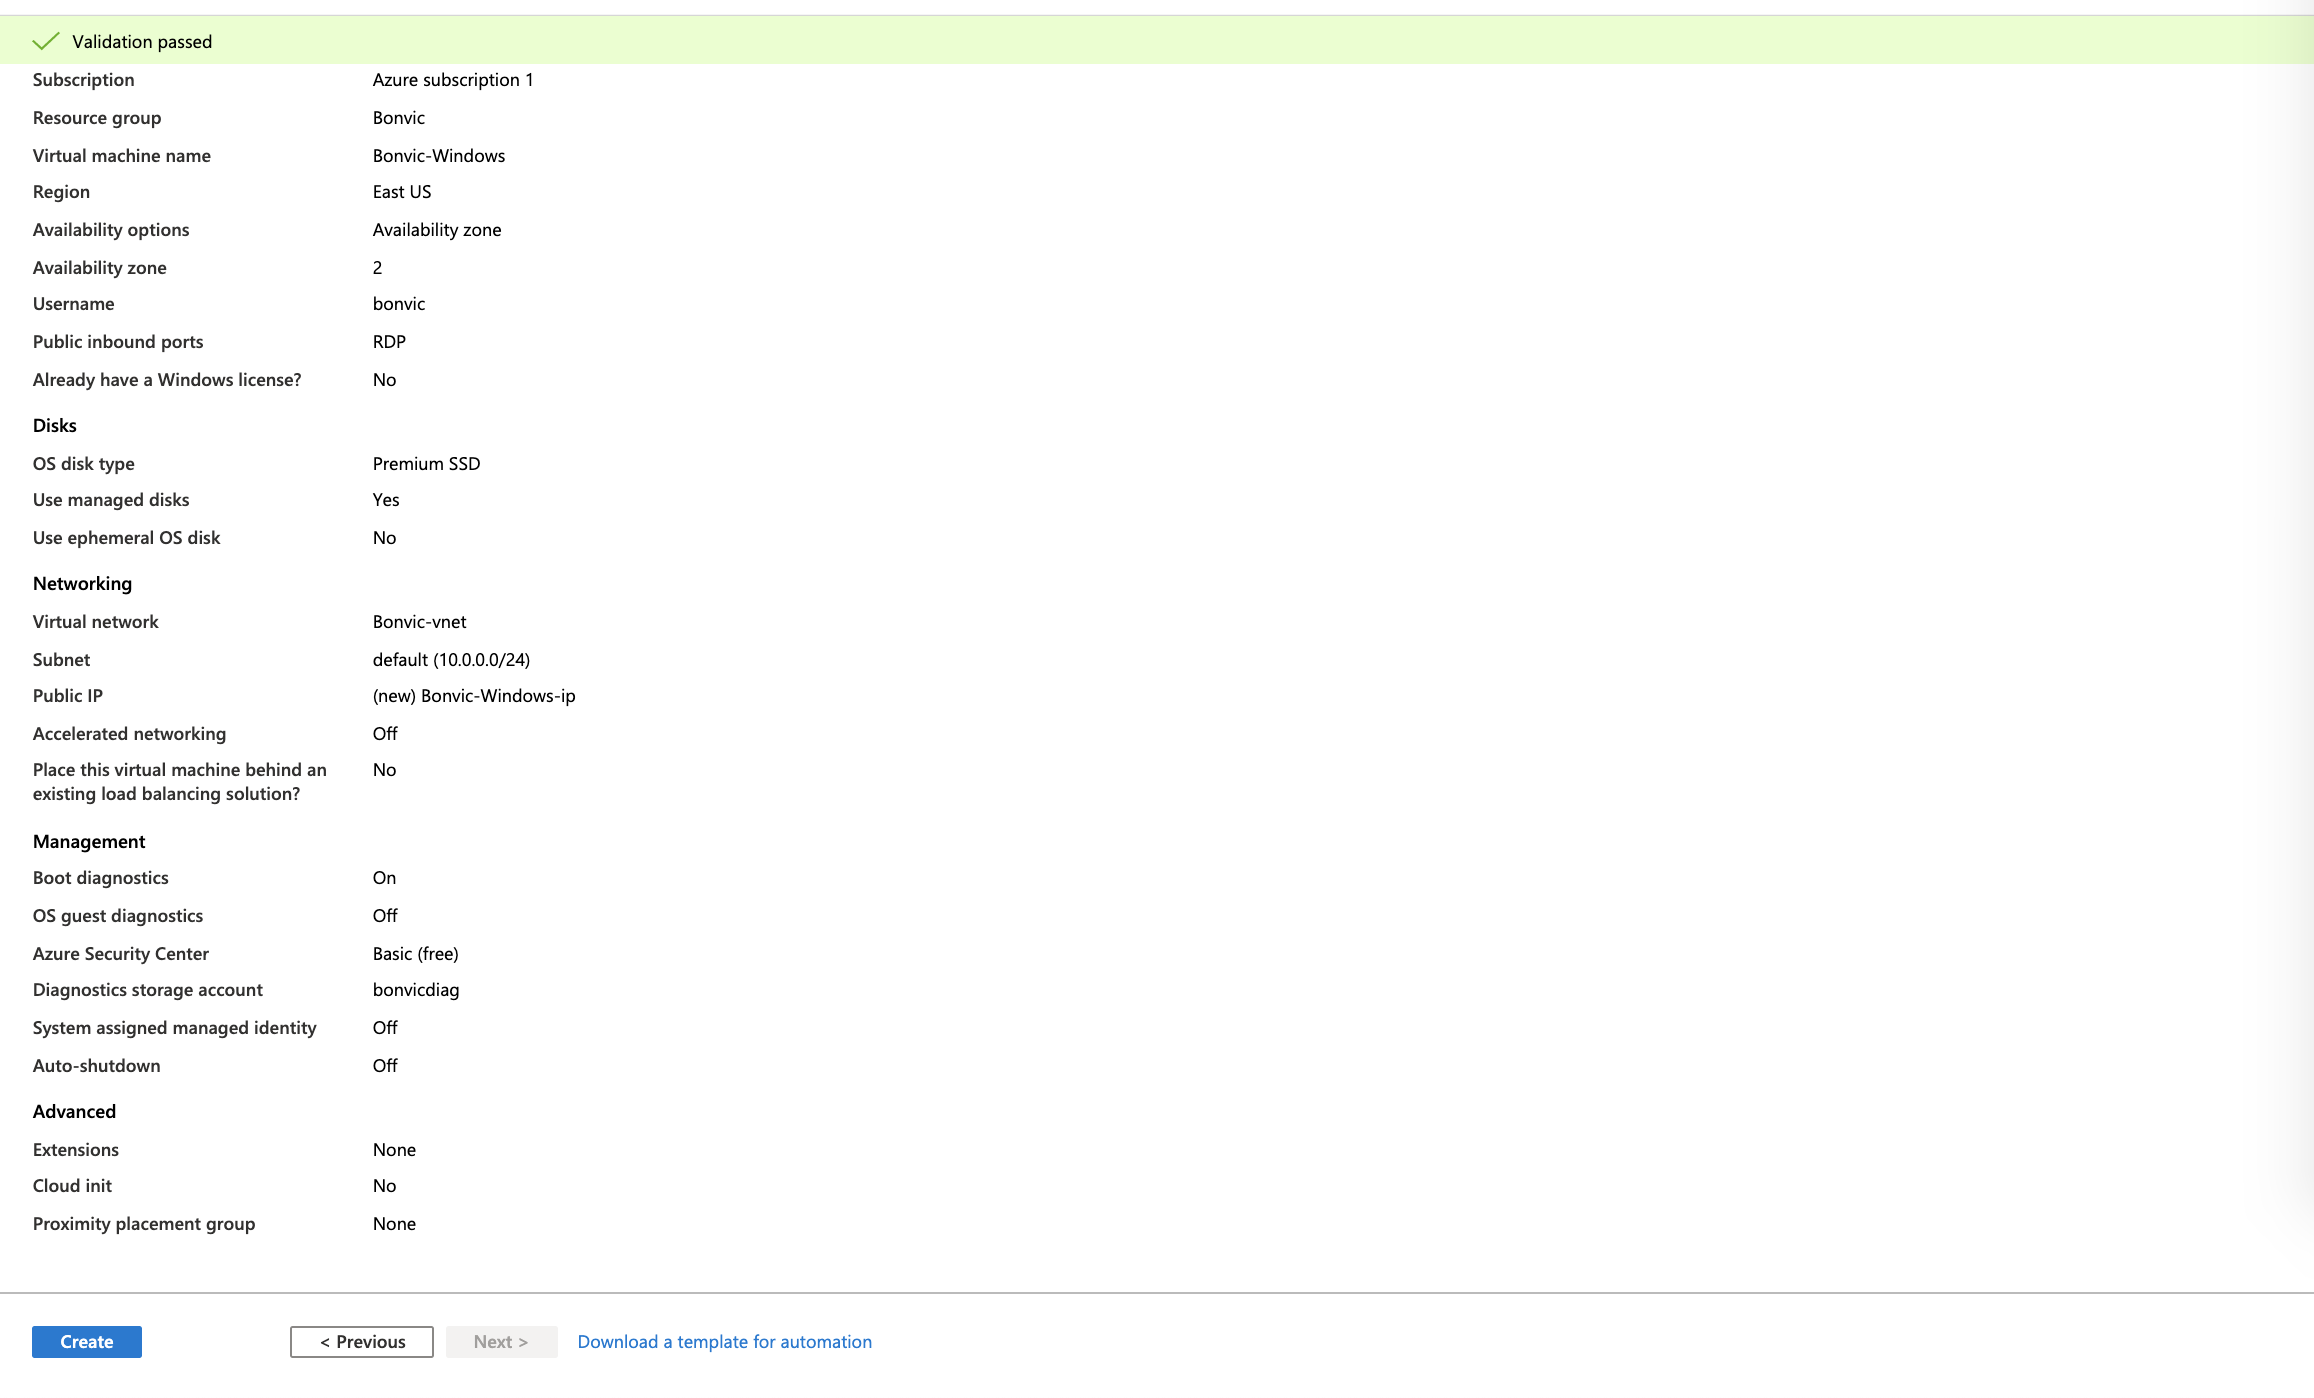 Validation passed
Subscription Azure subscription 1
Resource group Bonvic
Virtual machine name Bonvic-Windows
Region East US
Availability options Availability zone
Availability zone 2
Username bonvic
Public inbound ports RDP
Already have a Windows license? No
Disks
OS disk type Premium SSD
Use managed disks Yes
Use ephemeral OS disk No
Networking
Virtual network Bonvic-vnet
Subnet default (10.0.0.0/24)
Public IP (new) Bonvic-Windows-ip
Accelerated networking Off
Place this virtual machine behind an No
existing load balancing solution?
Management
Boot diagnostics On
OS guest diagnostics Off
Azure Security Center Basic (free)
Diagnostics storage account bonvicdiag
System assigned managed identity Off
Auto-shutdown Off
Advanced
Extensions None
Cloud init No
Proximity placement group None
Create < Previous Next > Download a template for automation